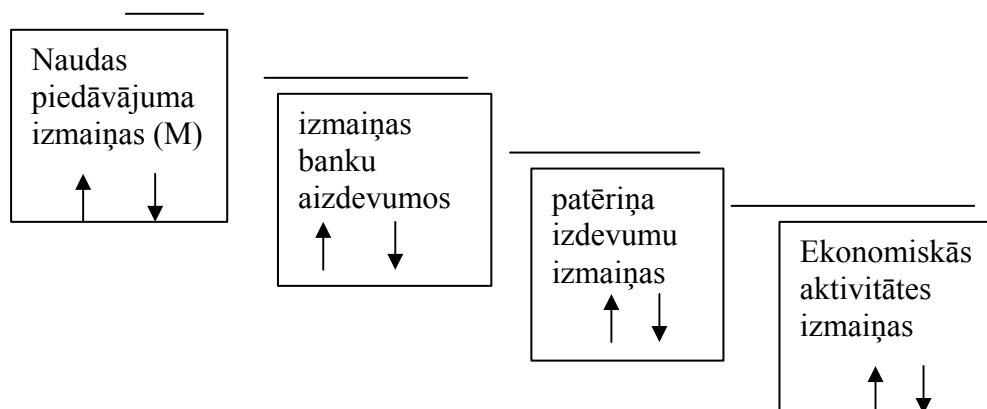 Naudas
piedāvājuma
izmaiņas (M)
izmaiņas
banku
aizdevumos
patēriņa
izdevumu
izmaiņas
Ekonomiskās
aktivitātes
izmaiņas